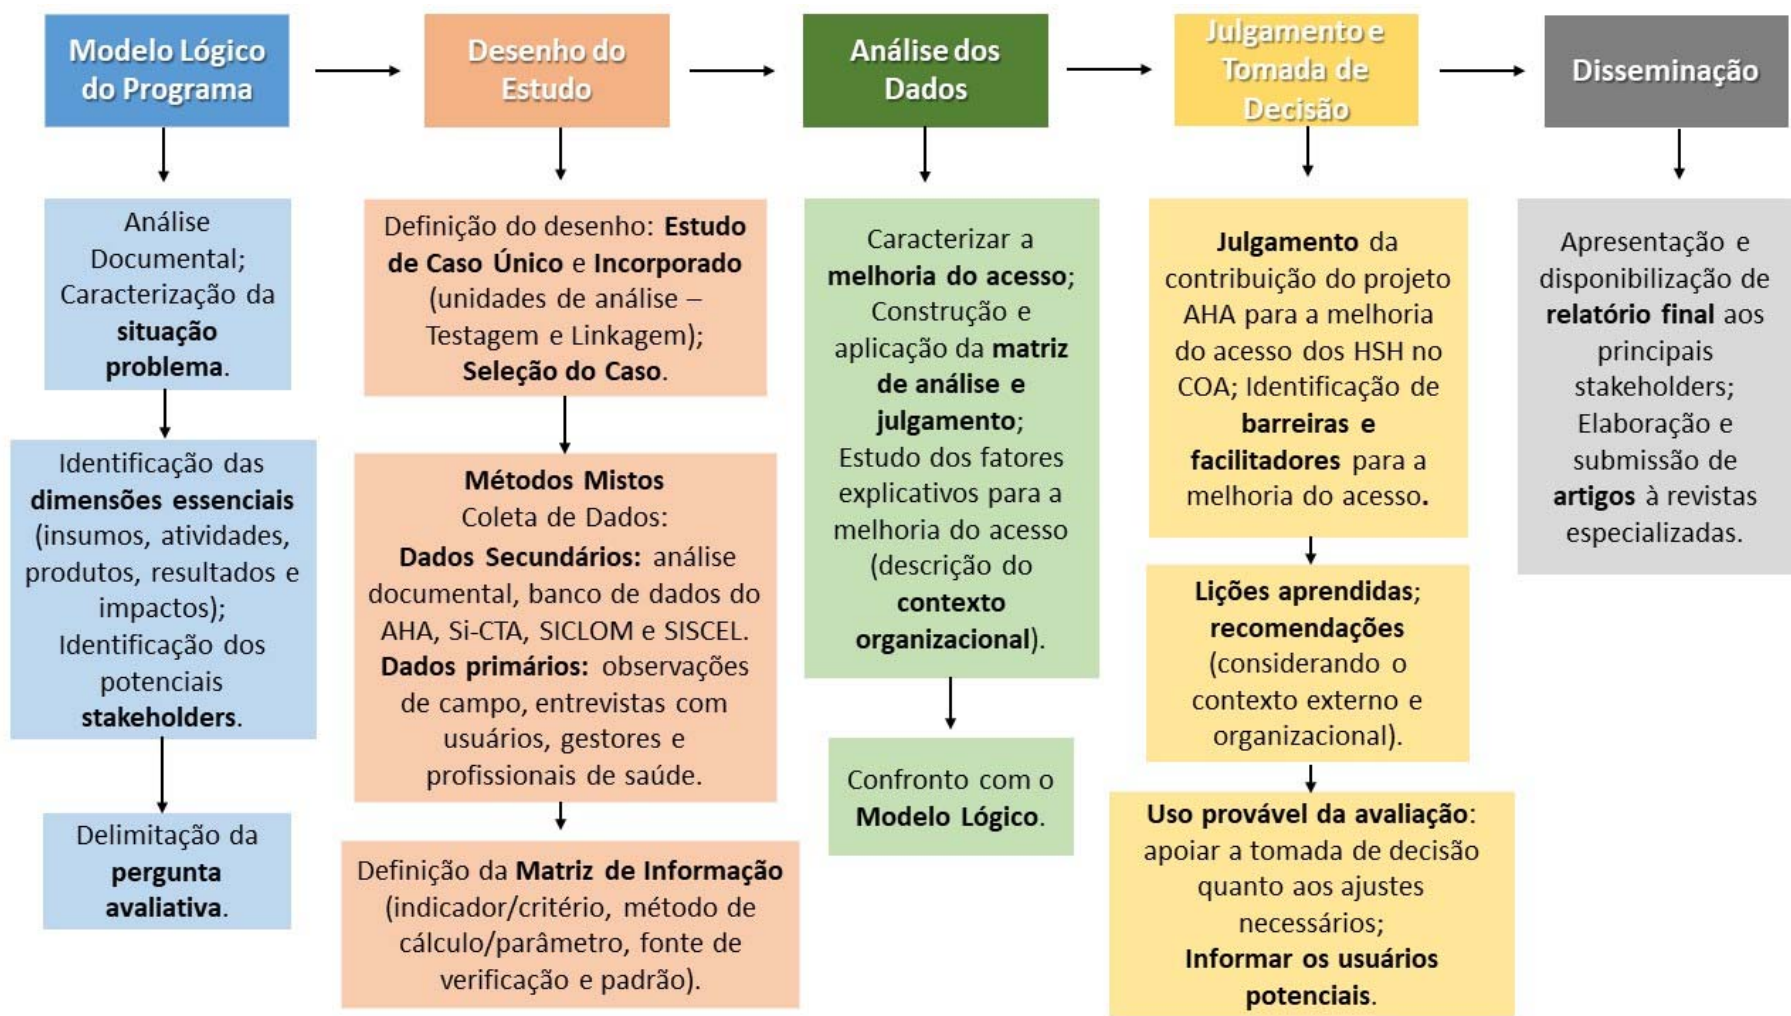 Modelo Lógico
do Programa
Desenho do
Estudo
Análise dos
Dados
Julgamento e
Tomada de
Decisão
Disseminação
Análise
Documental;
Caracterização da
situação
problema.
Identificação das
dimensões essenciais
(insumos, atividades,
produtos, resultados e
impactos);
Identificação dos
potenciais
stakeholders.
Delimitação da
pergunta
avaliativa.
Definição do desenho: Estudo
de Caso Único e Incorporado
(unidades de análise –
Testagem e Linkagem);
Seleção do Caso.
Métodos Mistos
Coleta de Dados:
Dados Secundários: análise
documental, banco de dados do
AHA, Si-CTA, SICLOM e SISCEL.
Dados primários: observações
de campo, entrevistas com
usuários, gestores e
profissionais de saúde.
Definição da Matriz de Informação
(indicador/critério, método de
cálculo/parâmetro, fonte de
verificação e padrão).
Caracterizar a
melhoria do acesso;
Construção e
aplicação da matriz
de análise e
julgamento;
Estudo dos fatores
explicativos para a
melhoria do acesso
(descrição do
contexto
organizacional).
Confronto com o
Modelo Lógico.
Julgamento da
contribuição do projeto
AHA para a melhoria
do acesso dos HSH no
COA; Identificação de
barreiras e
facilitadores para a
melhoria do acesso.
Lições aprendidas;
recomendações
(considerando o
contexto externo e
organizacional).
Uso provável da avaliação:
apoiar a tomada de decisão
quanto aos ajustes
necessários;
Informar os usuários
potenciais.
Apresentação e
disponibilização de
relatório final aos
principais
stakeholders;
Elaboração e
submissão de
artigos à revistas
especializadas.